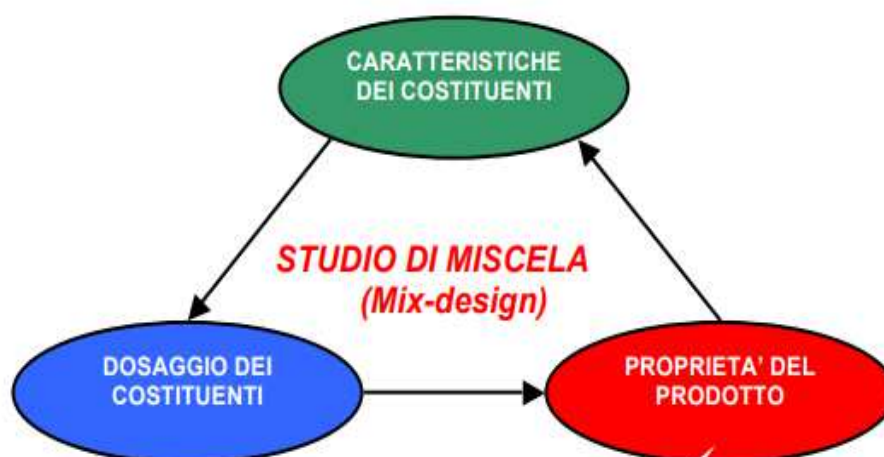 CARATTERISTICHE
DEI COSTITUENTI
STUDIO DI MISCELA
(Mix-design)
DOSAGGIO DEI
COSTITUENTI
PROPRIETA' DEL
PRODOTTO